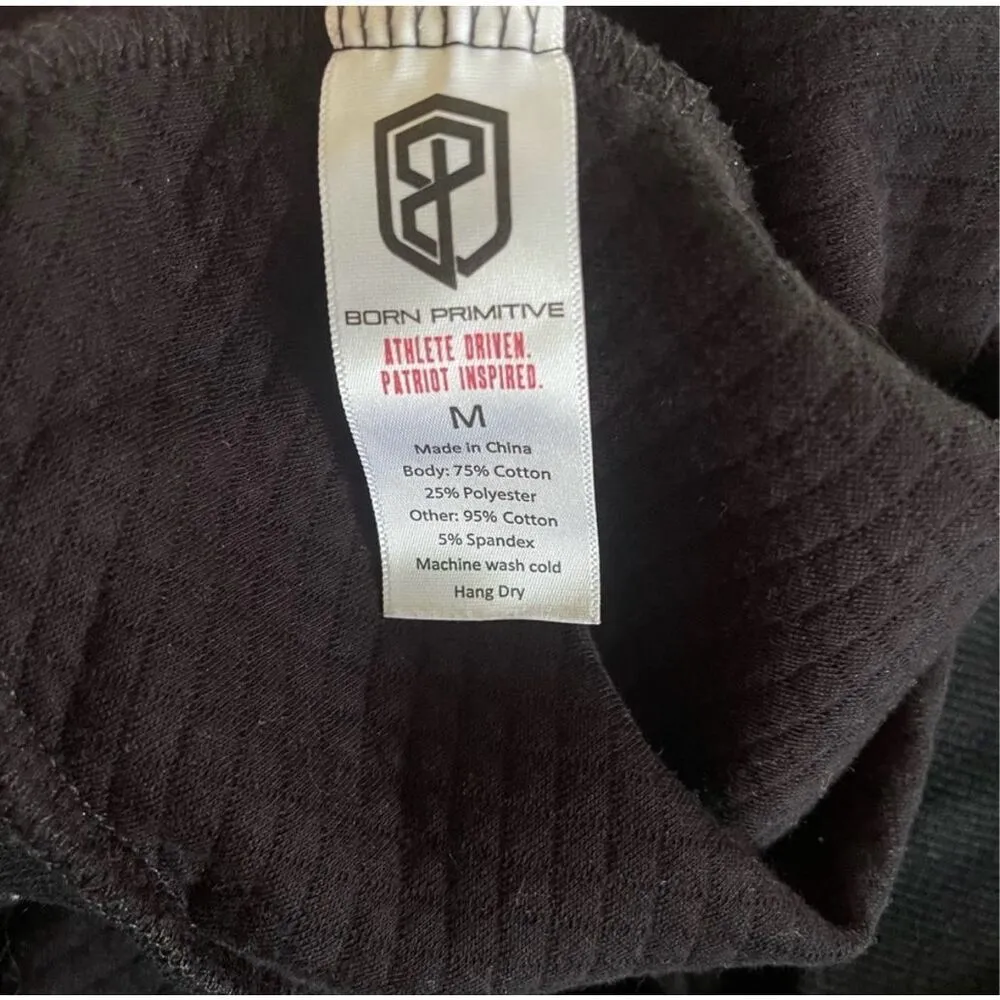 BORN PRIMITIVE
ATHLETE DRIVEN.
PATRIOT INSPIRED.
M
Made in China
Body: 75% Cotton
25% Polyester
Other: 95% Cotton
5% Spandex
Machine wash cold
Hang Dry